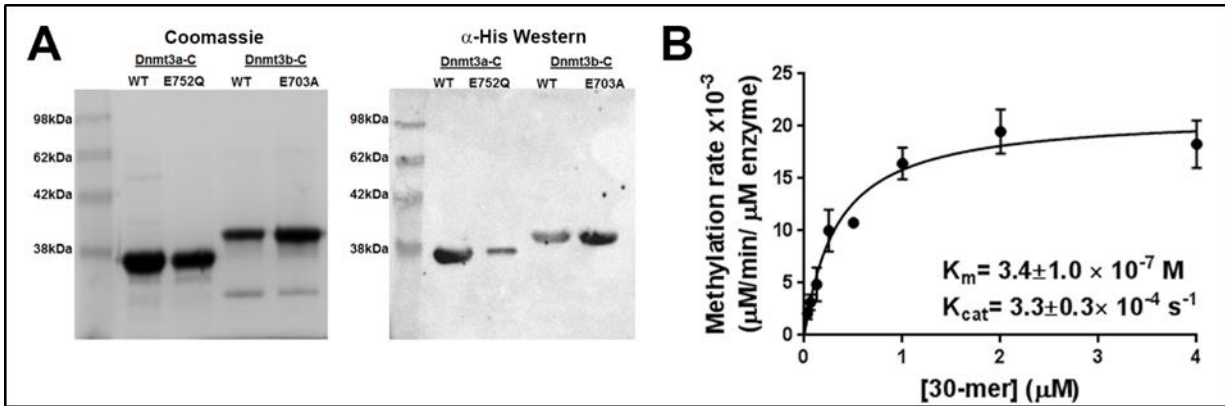 A
Coomassie
Dnmt3a-C Dnmt3b-C
WT E752Q WT E703A
98kDa
62kDa
42kDa
38kDa
α-His Western
Dnmt3a-C Dnmt3b-C
WT E752Q WT E703A
98kDa
62kDa
42kDa
38kDa
B
Methylation rate x10⁻³
(µM/min/ µM enzyme)
25
20
15
10
5
0
0 1 2 3 4
[30-mer] (µM)
Km= 3.4±1.0 × 10⁻⁷ M
Kcat= 3.3±0.3× 10⁻⁴ s⁻¹